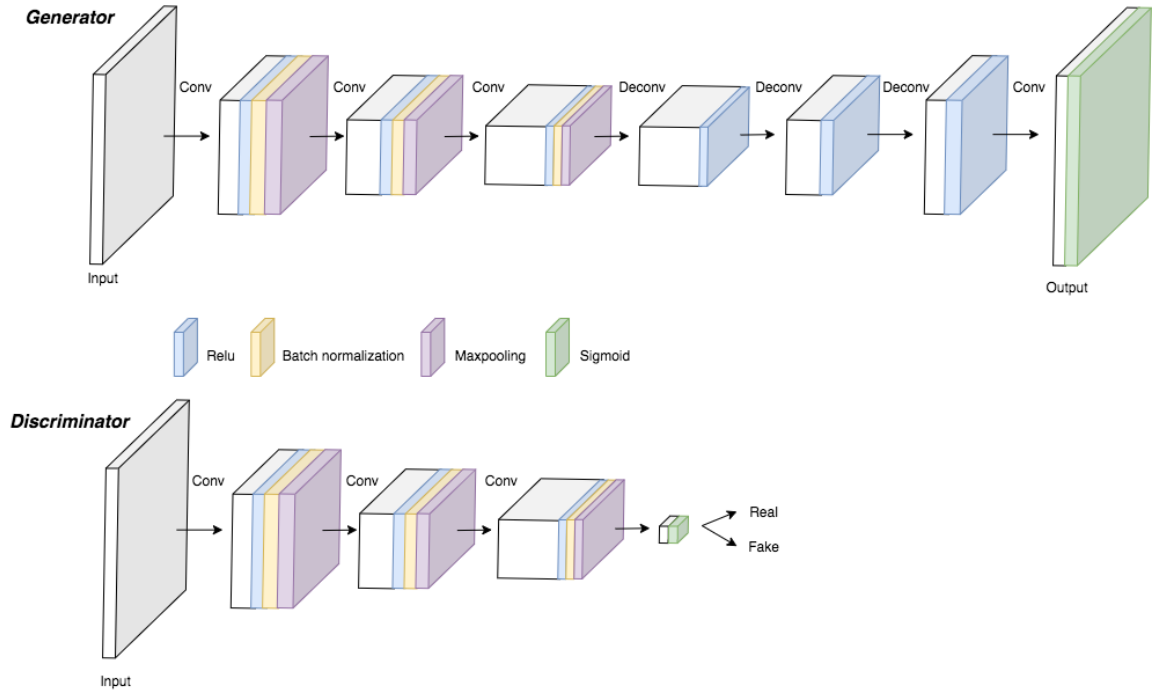 Generator
Conv
Conv
Conv
Deconv
Deconv
Deconv
Conv
Input
Output
Relu
Batch normalization
Maxpooling
Sigmoid
Discriminator
Conv
Conv
Conv
Real
Fake
Input